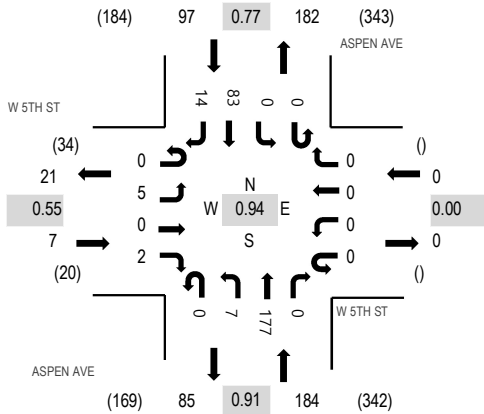 (184) 97 0.77 182 (343)
ASPEN AVE
W 5TH ST
14 83 0 0
(34) ()
21 0 0 0
5 N 0
0.55 0 W 0.94 E 0 0.00
7 2 S 0 0
(20) ()
0 7 177 0
W 5TH ST
ASPEN AVE
(169) 85 0.91 184 (342)